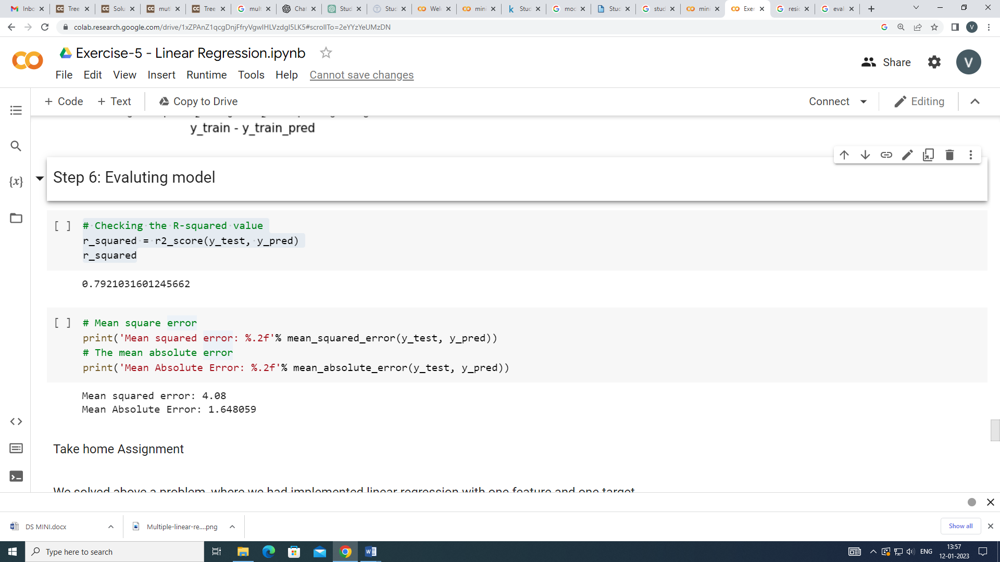 Inbo
Tree
Solu
mutl
Tree
mult
Chat
Stud
Stuc
Welc
mini
Stuc
moc
Stuc
stud
mini
Exer
resic
eval
colab.research.google.com/drive/1xZPAnZ1qcgDnjFfryVgwIHLVzdgI5LK5#scrollTo=2eYYzYeUMzDN
V
Exercise-5 - Linear Regression.ipynb
Share
V
File Edit View Insert Runtime Tools Help Cannot save changes
+ Code + Text Copy to Drive
Connect
Editing
y_train - y_train_pred
{x}
Step 6: Evaluting model
[ ] # Checking the R-squared value
r_squared = r2_score(y_test, y_pred)
r_squared
0.7921031601245662
[ ] # Mean square error
print('Mean squared error: %.2f'% mean_squared_error(y_test, y_pred))
# The mean absolute error
print('Mean Absolute Error: %.2f'% mean_absolute_error(y_test, y_pred))
Mean squared error: 4.08
Mean Absolute Error: 1.648059
Take home Assignment
We solved above a problem, where we had implemented linear regression with one feature and one target
DS MINI.docx
Multiple-linear-re....png
Show all
Type here to search
ENG
13:57
12-01-2023